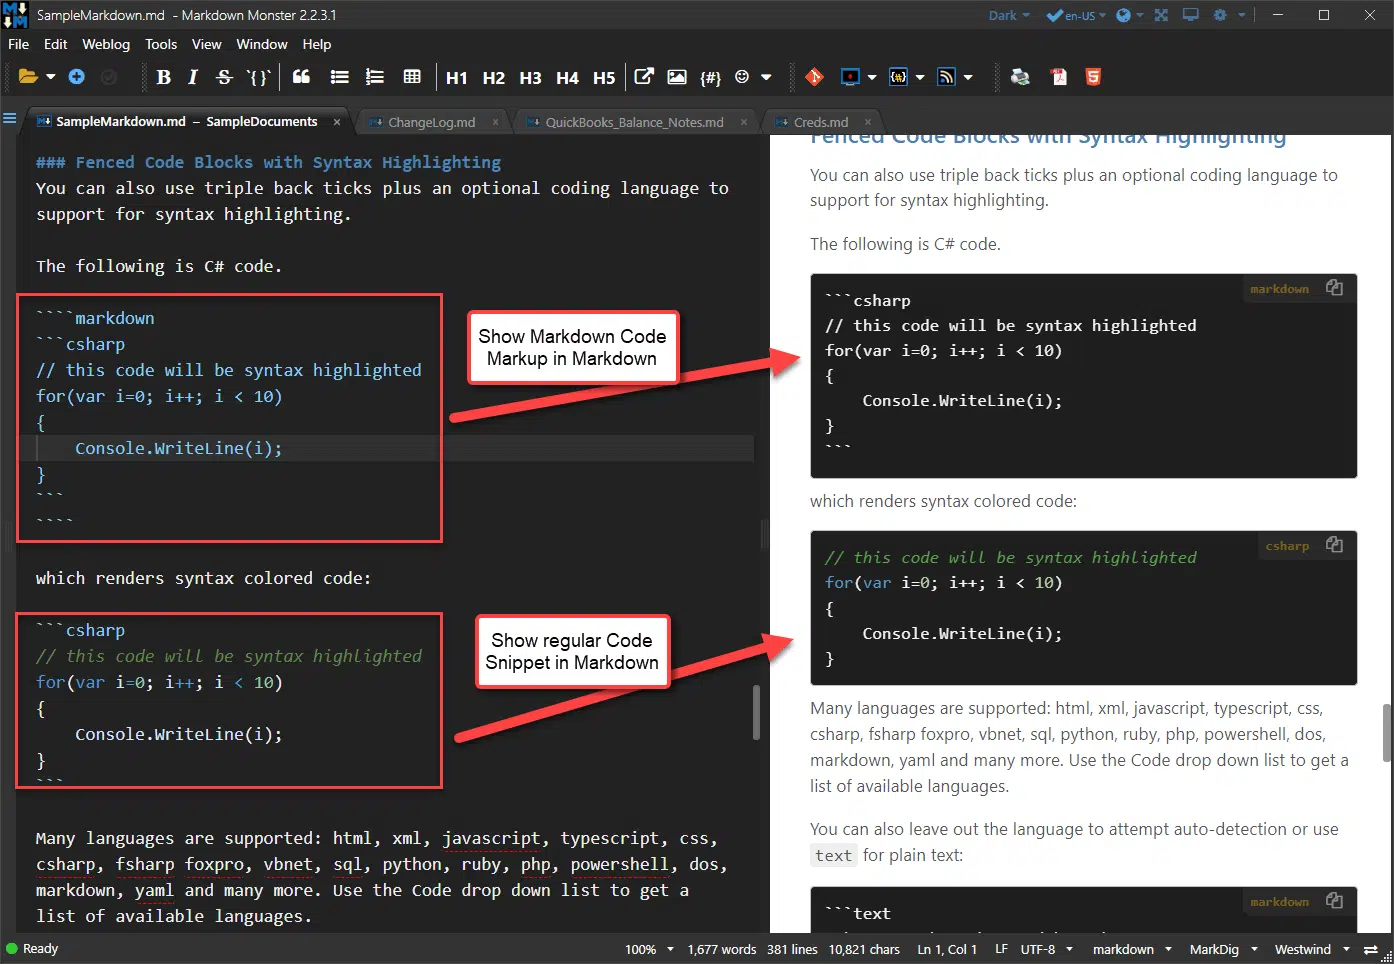 SampleMarkdown.md - Markdown Monster 2.2.3.1
Dark
en-US
File Edit Weblog Tools View Window Help
B I S `{}` H1 H2 H3 H4 H5 {#} {#}
SampleMarkdown.md – SampleDocuments ×
ChangeLog.md ×
QuickBooks_Balance_Notes.md ×
Creds.md ×
### Fenced Code Blocks with Syntax Highlighting
You can also use triple back ticks plus an optional coding language to
support for syntax highlighting.
The following is C# code.
````markdown
```csharp
// this code will be syntax highlighted
for(var i=0; i++; i < 10)
{
Console.WriteLine(i);
}
```
````
which renders syntax colored code:
```csharp
// this code will be syntax highlighted
for(var i=0; i++; i < 10)
{
Console.WriteLine(i);
}
```
Many languages are supported: html, xml, javascript, typescript, css,
csharp, fsharp foxpro, vbnet, sql, python, ruby, php, powershell, dos,
markdown, yaml and many more. Use the Code drop down list to get a
list of available languages.
Show Markdown Code
Markup in Markdown
Show regular Code
Snippet in Markdown
Fenced Code Blocks with Syntax Highlighting
You can also use triple back ticks plus an optional coding language to
support for syntax highlighting.
The following is C# code.
markdown
```csharp
// this code will be syntax highlighted
for(var i=0; i++; i < 10)
{
Console.WriteLine(i);
}
```
which renders syntax colored code:
csharp
// this code will be syntax highlighted
for(var i=0; i++; i < 10)
{
Console.WriteLine(i);
}
Many languages are supported: html, xml, javascript, typescript, css,
csharp, fsharp foxpro, vbnet, sql, python, ruby, php, powershell, dos,
markdown, yaml and many more. Use the Code drop down list to get a
list of available languages.
You can also leave out the language to attempt auto-detection or use
text for plain text:
markdown
```text
Ready
100% 1,677 words 381 lines 10,821 chars Ln 1, Col 1 LF UTF-8 markdown MarkDig Westwind